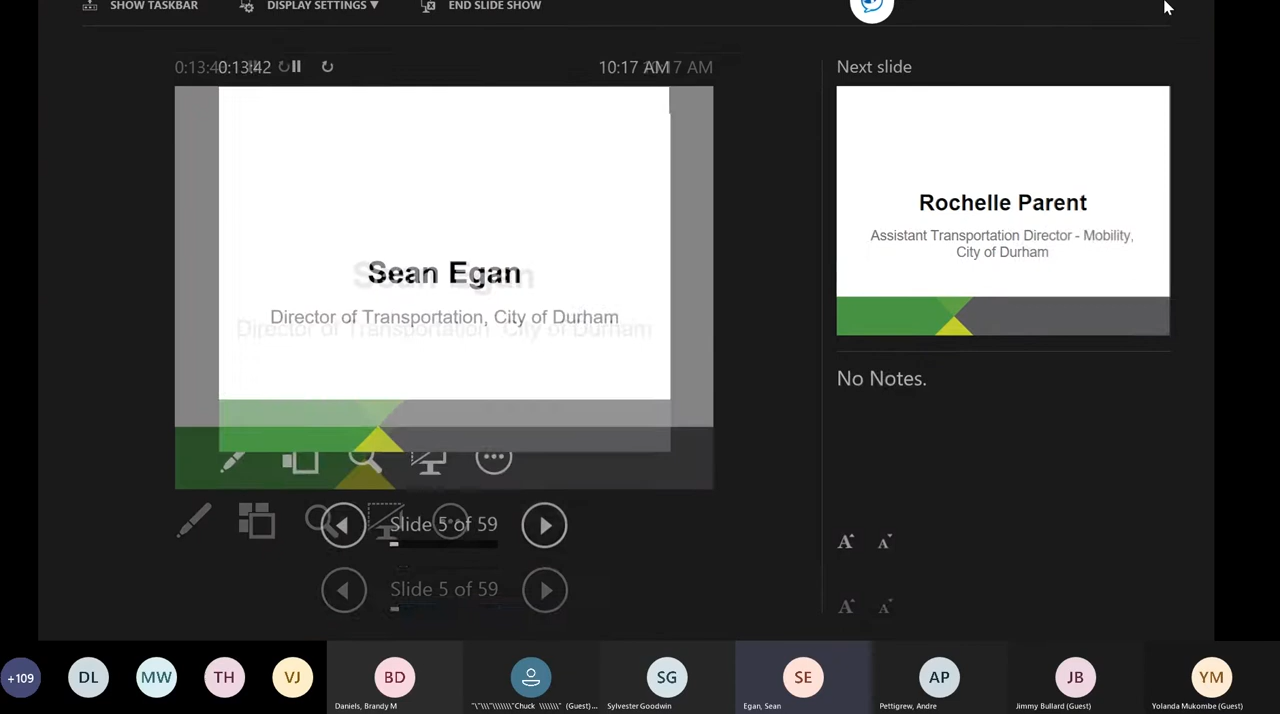 SHOW TASKBAR
DISPLAY SETTINGS ▼
END SLIDE SHOW
0:13:42
10:17 AM
Next slide
Sean Egan
Director of Transportation, City of Durham
Rochelle Parent
Assistant Transportation Director - Mobility,
City of Durham
No Notes.
Slide 5 of 59
A A
Slide 5 of 59
A A
+109
DL
MW
TH
VJ
BD
SG
SE
AP
JB
YM
Daniels, Brandy M
"\"\\\"\\\\\\\"Chuck \\\\\\\" (Guest)...
Sylvester Goodwin
Egan, Sean
Pettigrew, Andre
Jimmy Bullard (Guest)
Yolanda Mukombe (Guest)